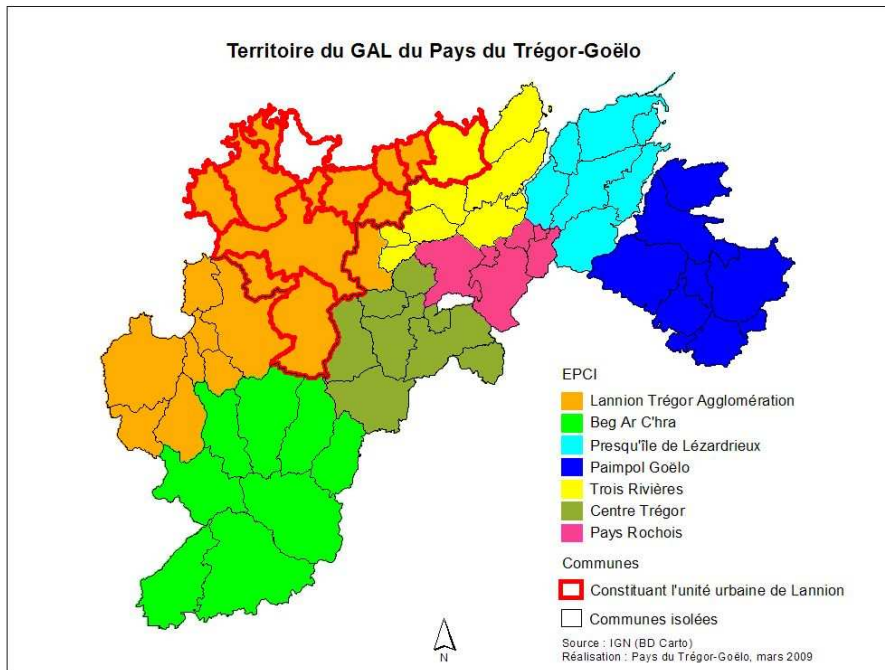 Territoire du GAL du Pays du Trégor-Goëlo
EPCI
Lannion Trégor Agglomération
Beg Ar C'hra
Presqu'île de Lézardrieux
Paimpol Goëlo
Trois Rivières
Centre Trégor
Pays Rochois
Communes
Constituant l'unité urbaine de Lannion
Communes isolées
Source : IGN (BD Carto)
Réalisation : Pays du Trégor-Goëlo, mars 2009
N